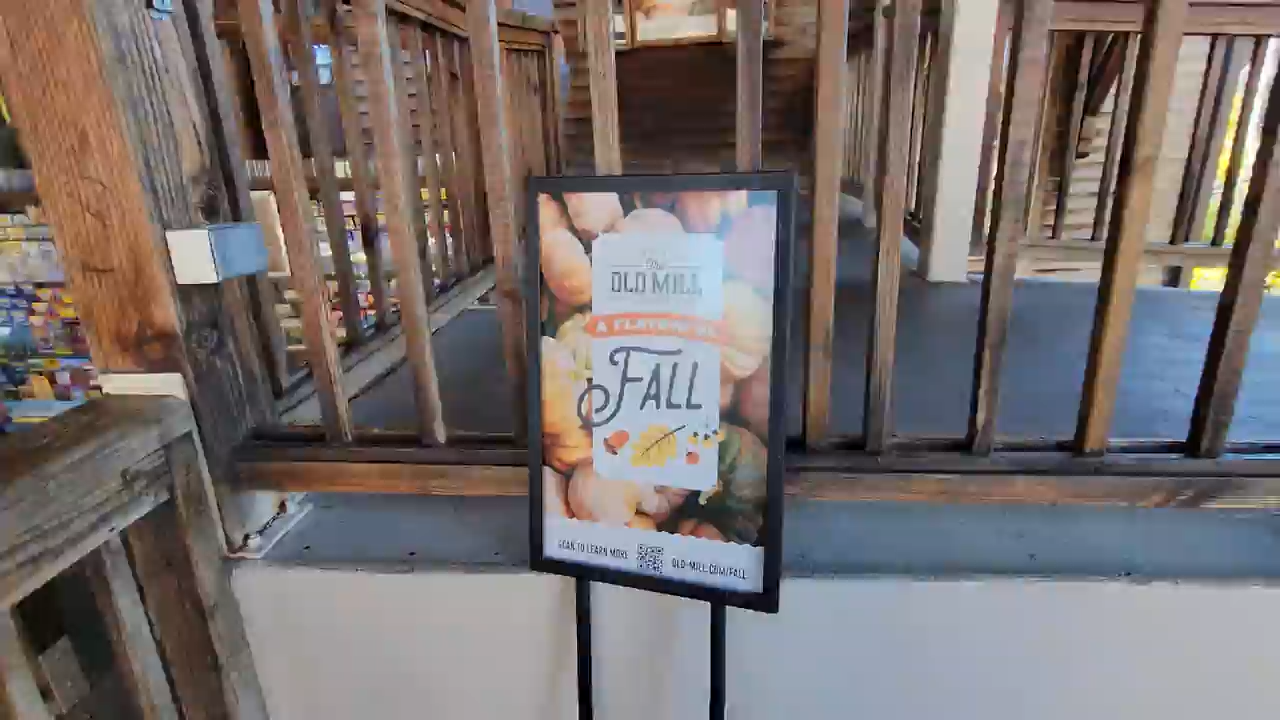 The
OLD MILL
A FLAVORFUL
FALL
SCAN TO LEARN MORE
OLD-MILL.COM/FALL